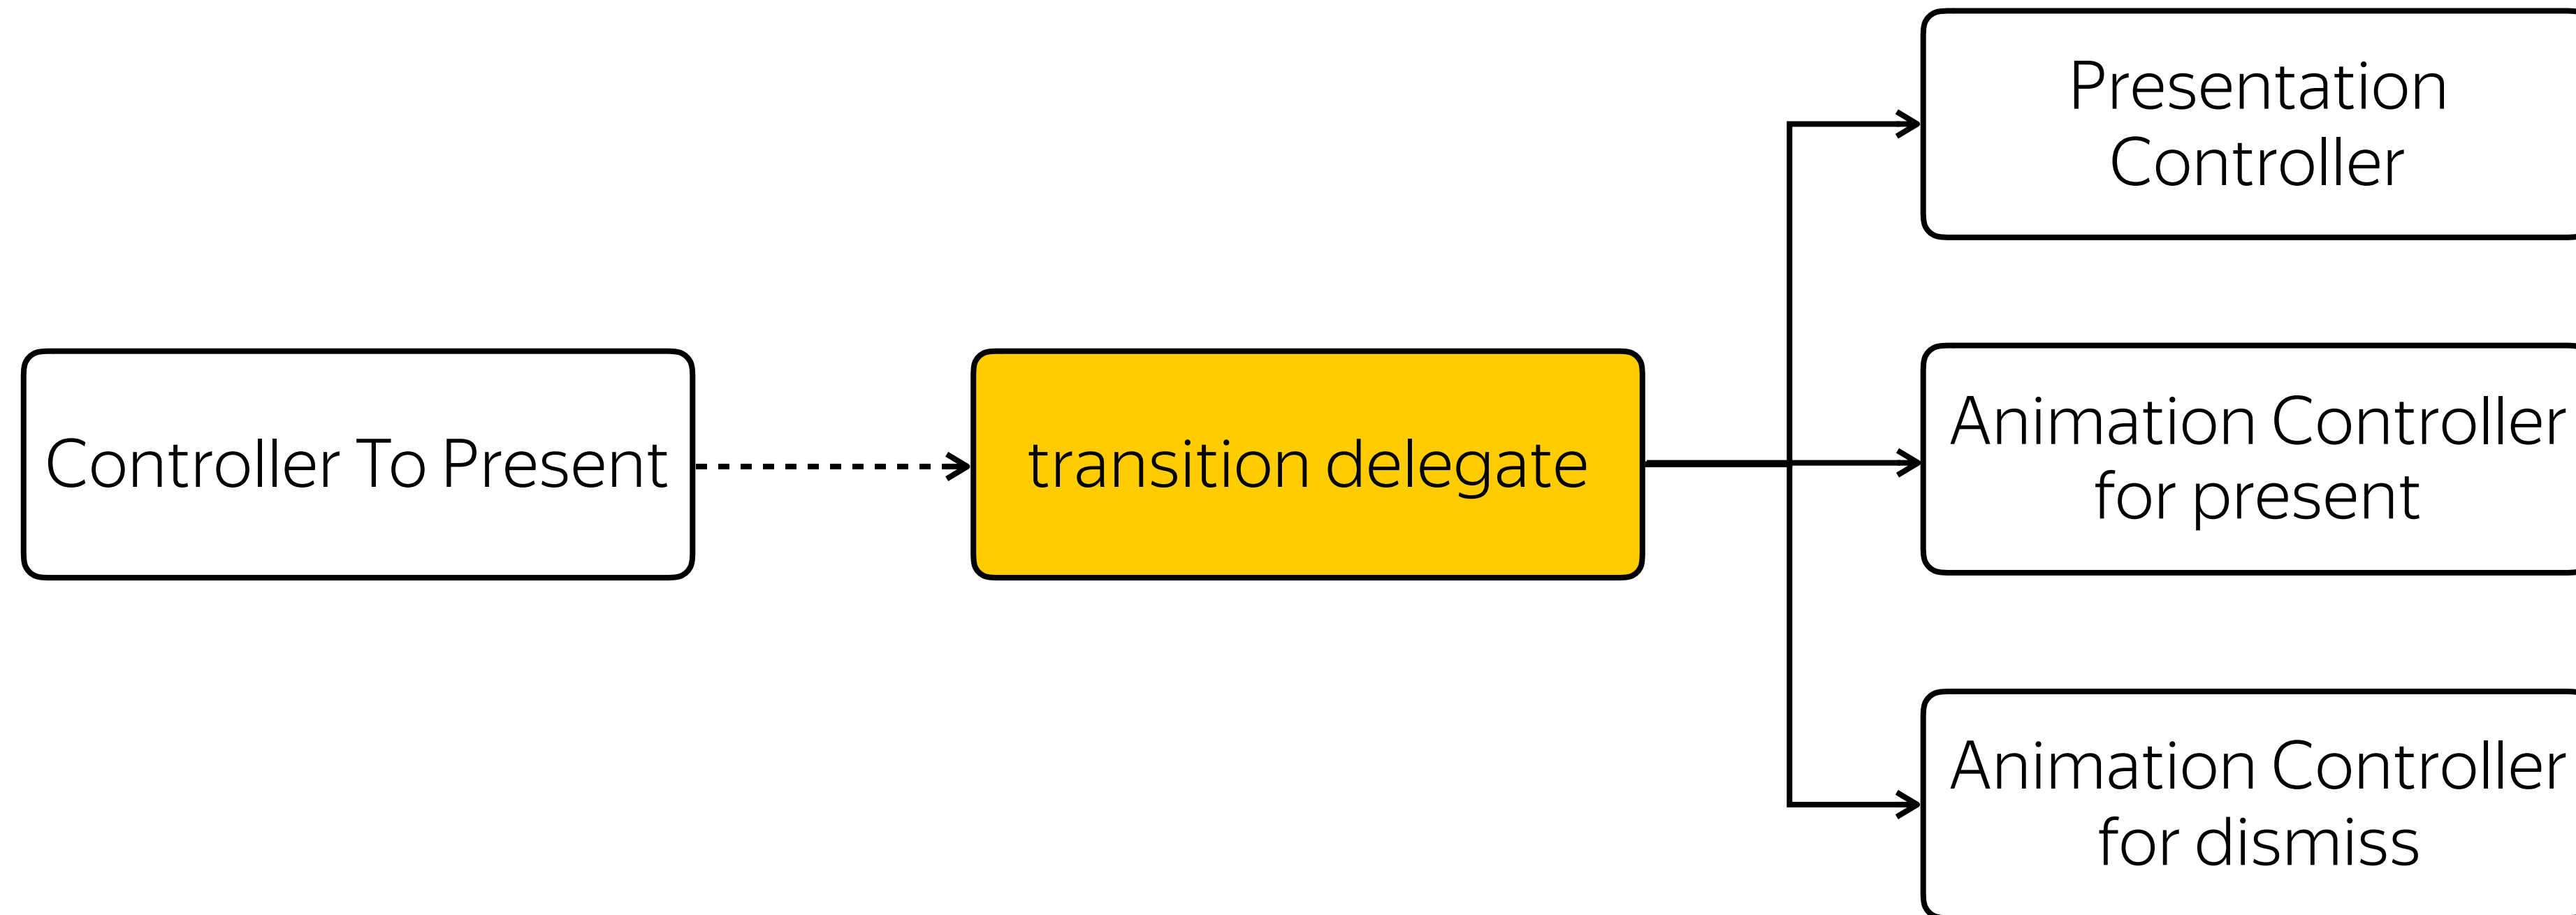 Presentation
Controller
Controller To Present
transition delegate
Animation Controller
for present
Animation Controller
for dismiss